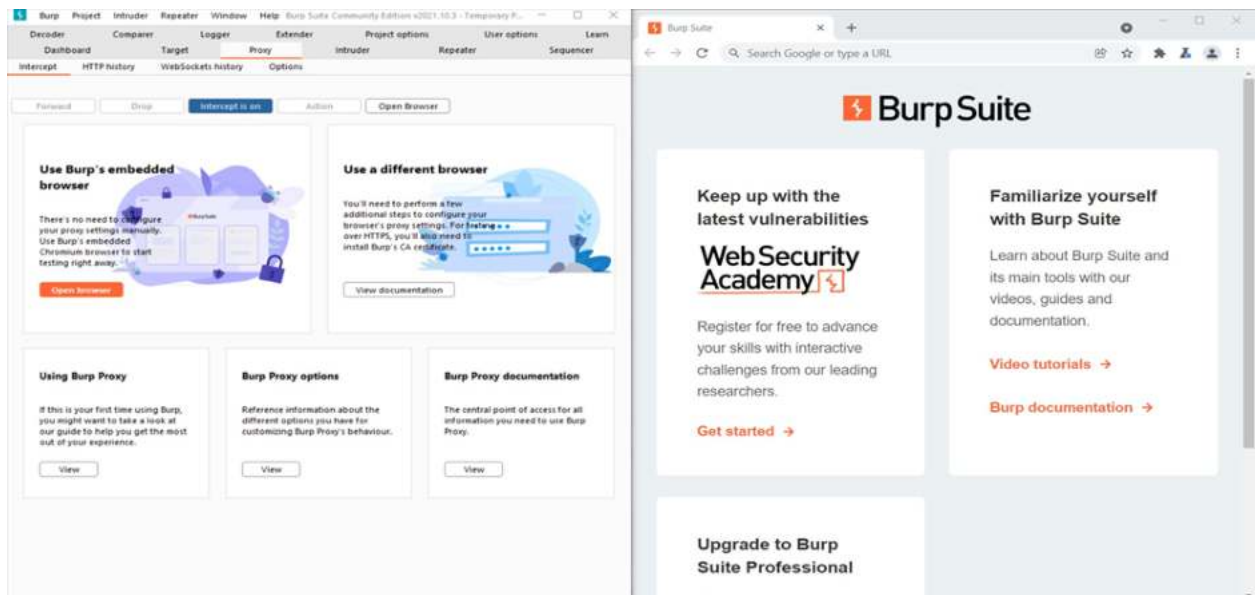 Burp Project Intruder Repeater Window Help Burp Suite Community Edition v2021.10.3 - Temporary P...
Decoder Comparer Logger Extender Project options User options Learn
Dashboard Target Proxy Intruder Repeater Sequencer
Intercept HTTP history WebSockets history Options
Forward Drop Intercept is on Action Open Browser
Use Burp's embedded
browser
There's no need to configure
your proxy settings manually.
Use Burp's embedded
Chromium browser to start
testing right away.
Open browser
Use a different browser
You'll need to perform a few
additional steps to configure your
browser's proxy settings. For testing
over HTTPS, you'll also need to
install Burp's CA certificate.
View documentation
Using Burp Proxy
If this is your first time using Burp,
you might want to take a look at
our guide to help you get the most
out of your experience.
View
Burp Proxy options
Reference information about the
different options you have for
customizing Burp Proxy's behaviour.
View
Burp Proxy documentation
The central point of access for all
information you need to use Burp
Proxy.
View
Burp Suite
Search Google or type a URL
Burp Suite
Keep up with the
latest vulnerabilities
Web Security
Academy
Register for free to advance
your skills with interactive
challenges from our leading
researchers.
Get started →
Familiarize yourself
with Burp Suite
Learn about Burp Suite and
its main tools with our
videos, guides and
documentation.
Video tutorials →
Burp documentation →
Upgrade to Burp
Suite Professional